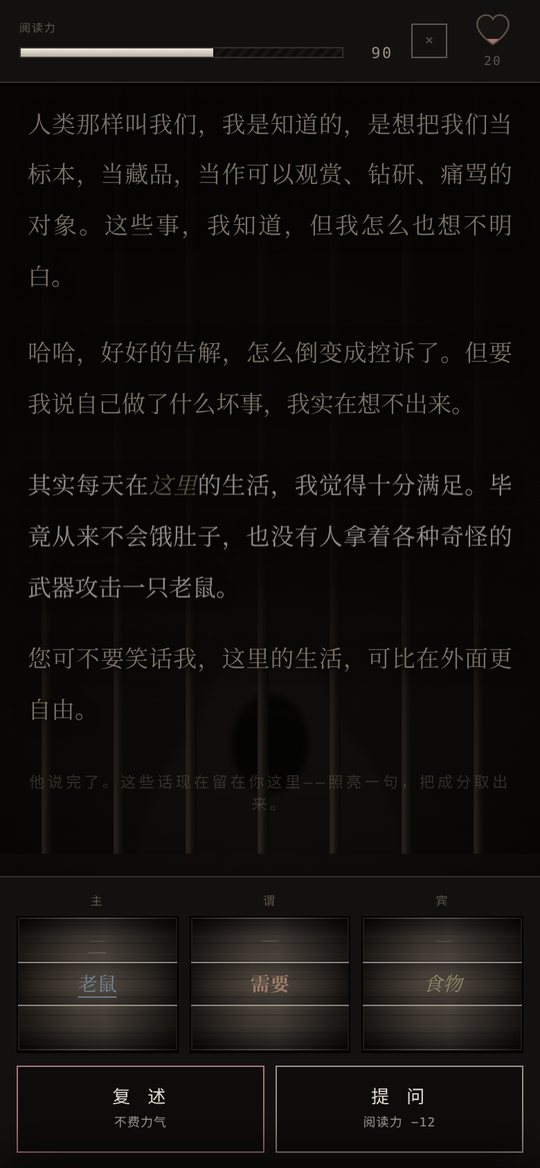 阅读力
90
×
20
人类那样叫我们，我是知道的，是想把我们当
标本，当藏品，当作可以观赏、钻研、痛骂的
对象。这些事，我知道，但我怎么也想不明
白。
哈哈，好好的告解，怎么倒变成控诉了。但要
我说自己做了什么坏事，我实在想不出来。
其实每天在这里的生活，我觉得十分满足。毕
竟从来不会饿肚子，也没有人拿着各种奇怪的
武器攻击一只老鼠。
您可不要笑话我，这里的生活，可比在外面更
自由。
他说完了。这些话现在留在你这里——照亮一句，把成分取出
来。
主 谓 宾
— — —
老鼠 需要 食物
复 述 提 问
不费力气 阅读力 −12